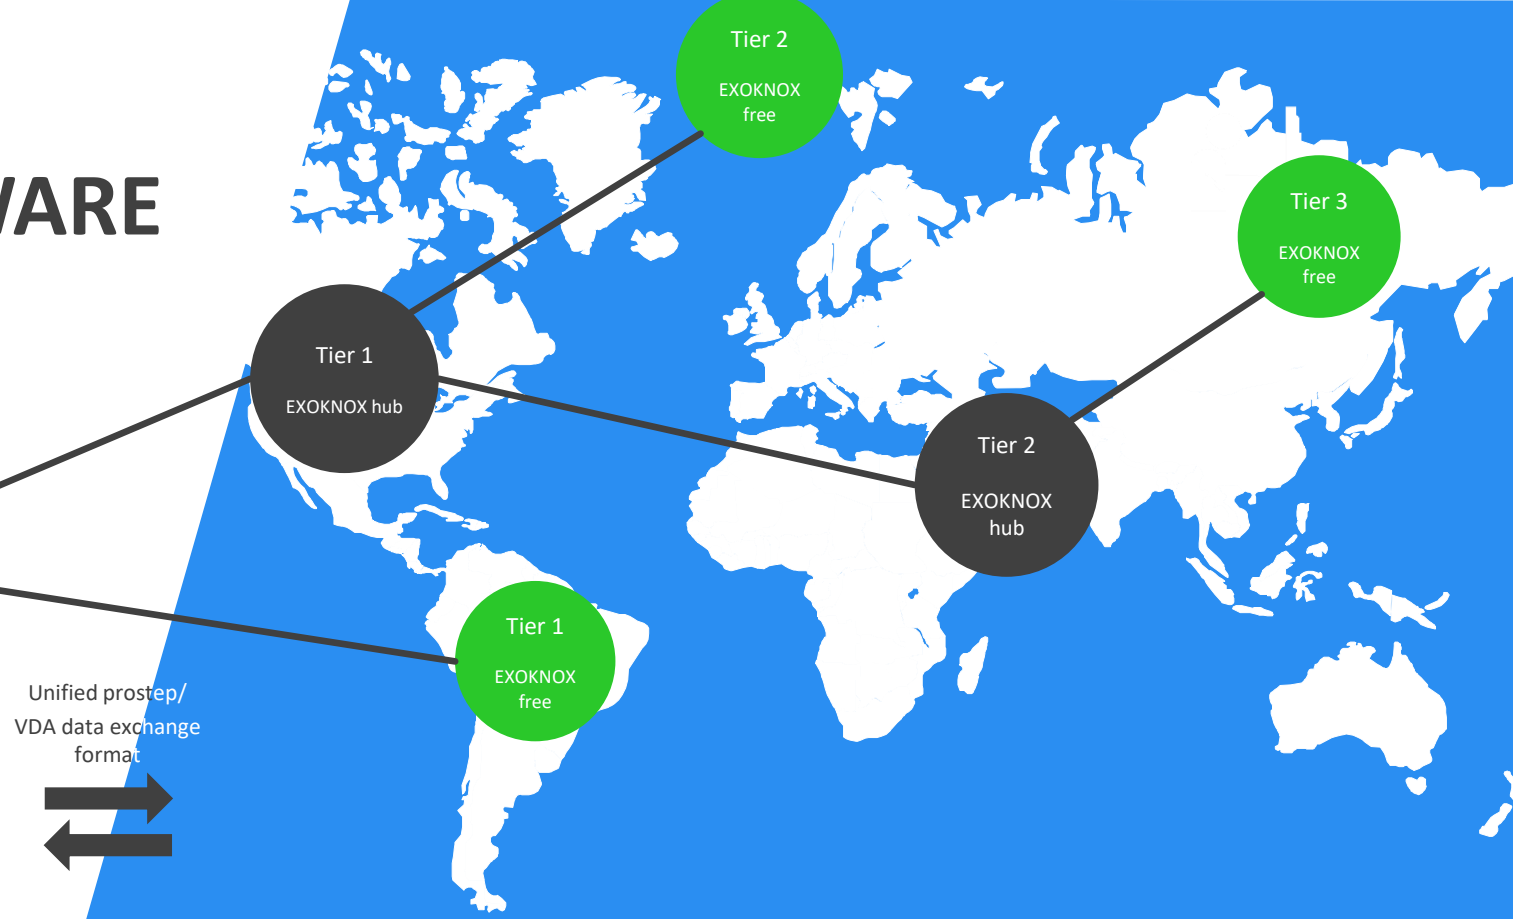 Tier 2
EXOKNOX
free
WARE
Tier 3
EXOKNOX
free
Tier 1
EXOKNOX hub
Tier 2
EXOKNOX
hub
Tier 1
EXOKNOX
free
Unified prostep/
VDA data exchange
format